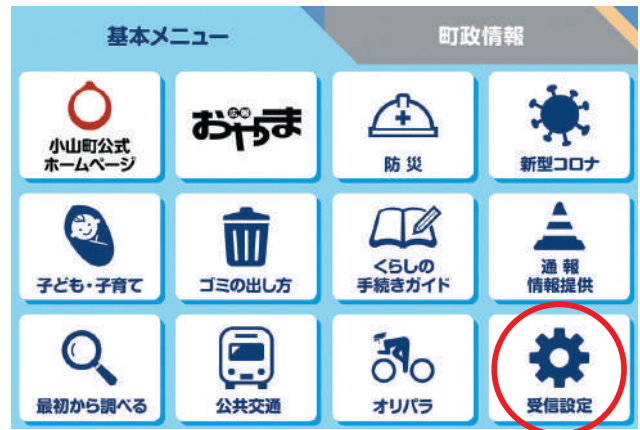 基本メニュー
町政情報
小山町公式
ホームページ
広報
おやま
防災
新型コロナ
子ども・子育て
ゴミの出し方
くらしの
手続きガイド
通報
情報提供
最初から調べる
公共交通
オリパラ
受信設定